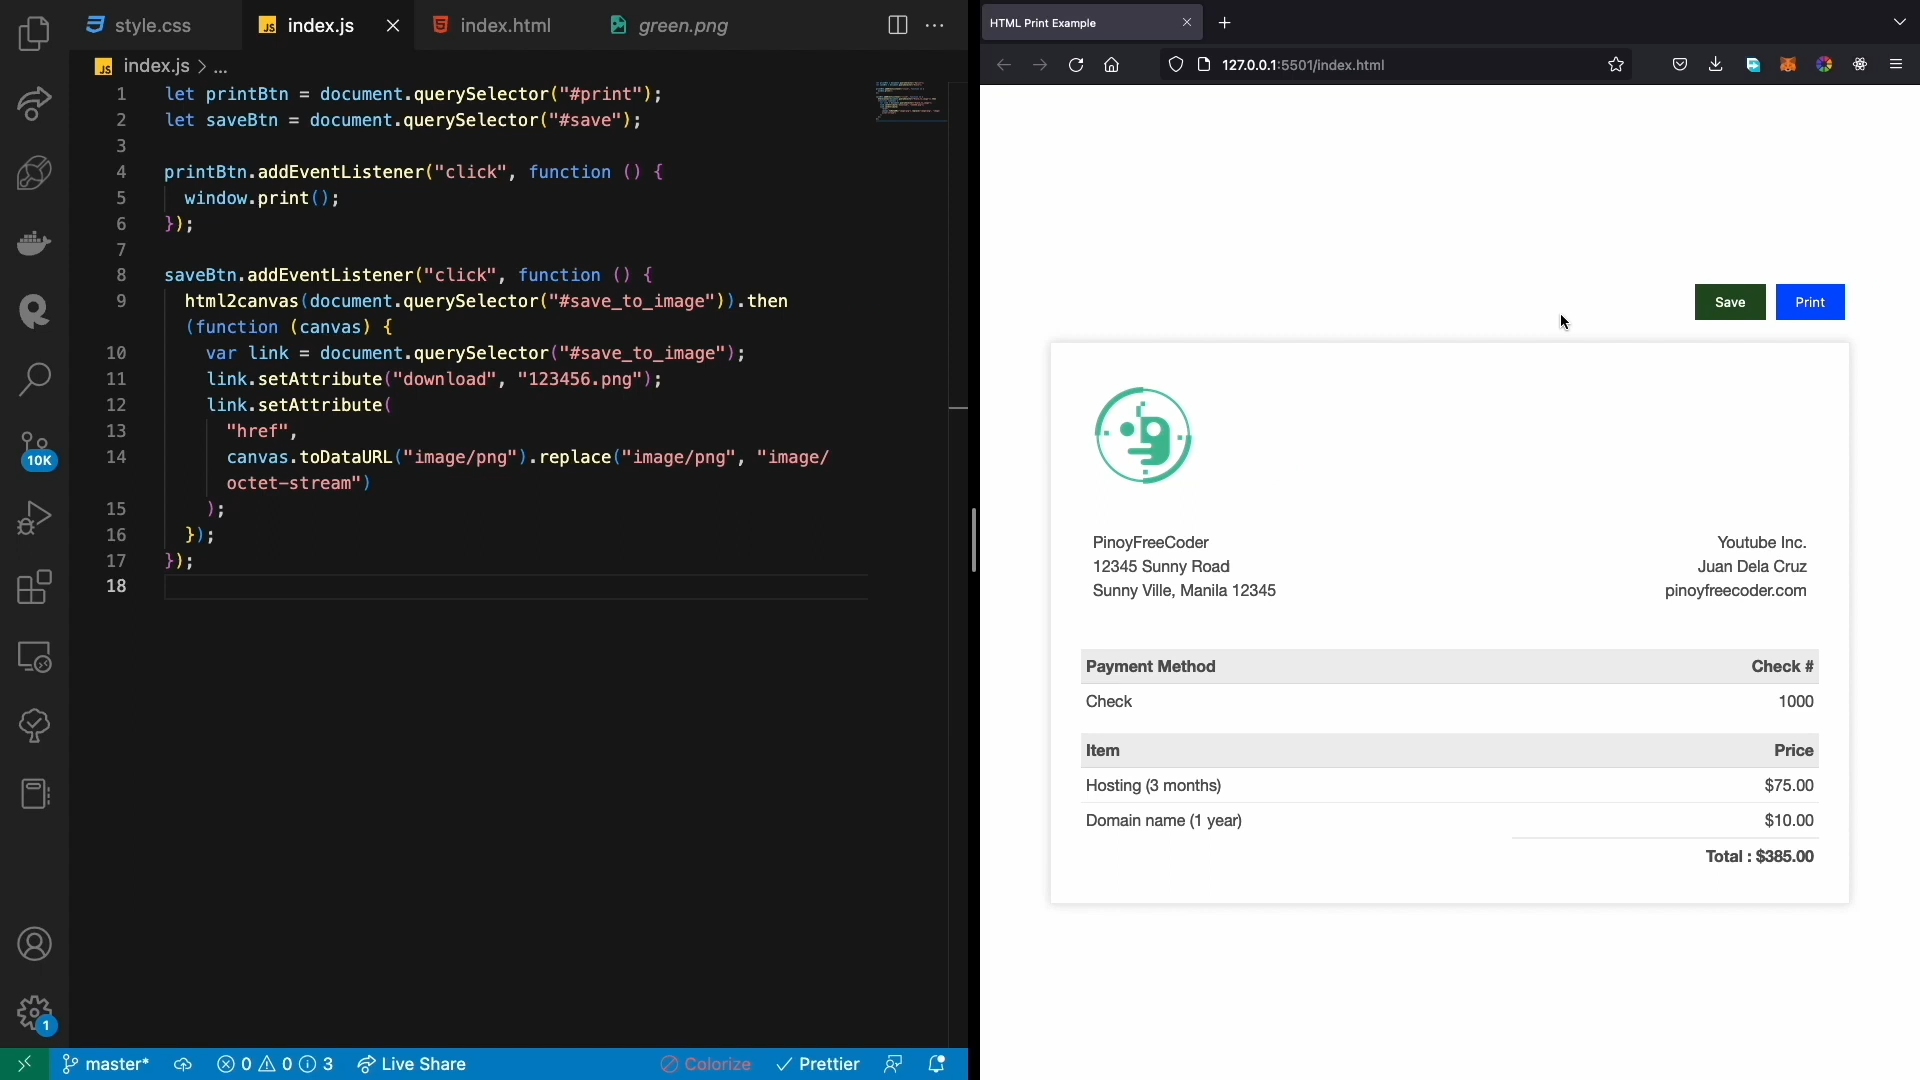 style.css
index.js
index.html
green.png
index.js > ...
1 let printBtn = document.querySelector("#print");
2 let saveBtn = document.querySelector("#save");
3
4 printBtn.addEventListener("click", function () {
5 window.print();
6 });
7
8 saveBtn.addEventListener("click", function () {
9 html2canvas(document.querySelector("#save_to_image")).then
(function (canvas) {
10 var link = document.querySelector("#save_to_image");
11 link.setAttribute("download", "123456.png");
12 link.setAttribute(
13 "href",
14 canvas.toDataURL("image/png").replace("image/png", "image/
octet-stream")
15 );
16 });
17 });
18
10K
1
master*
0 0 3
Live Share
Colorize
Prettier
HTML Print Example
127.0.0.1:5501/index.html
Save
Print
PinoyFreeCoder
12345 Sunny Road
Sunny Ville, Manila 12345
Youtube Inc.
Juan Dela Cruz
pinoyfreecoder.com
Payment Method Check #
Check 1000
Item Price
Hosting (3 months) $75.00
Domain name (1 year) $10.00
Total : $385.00